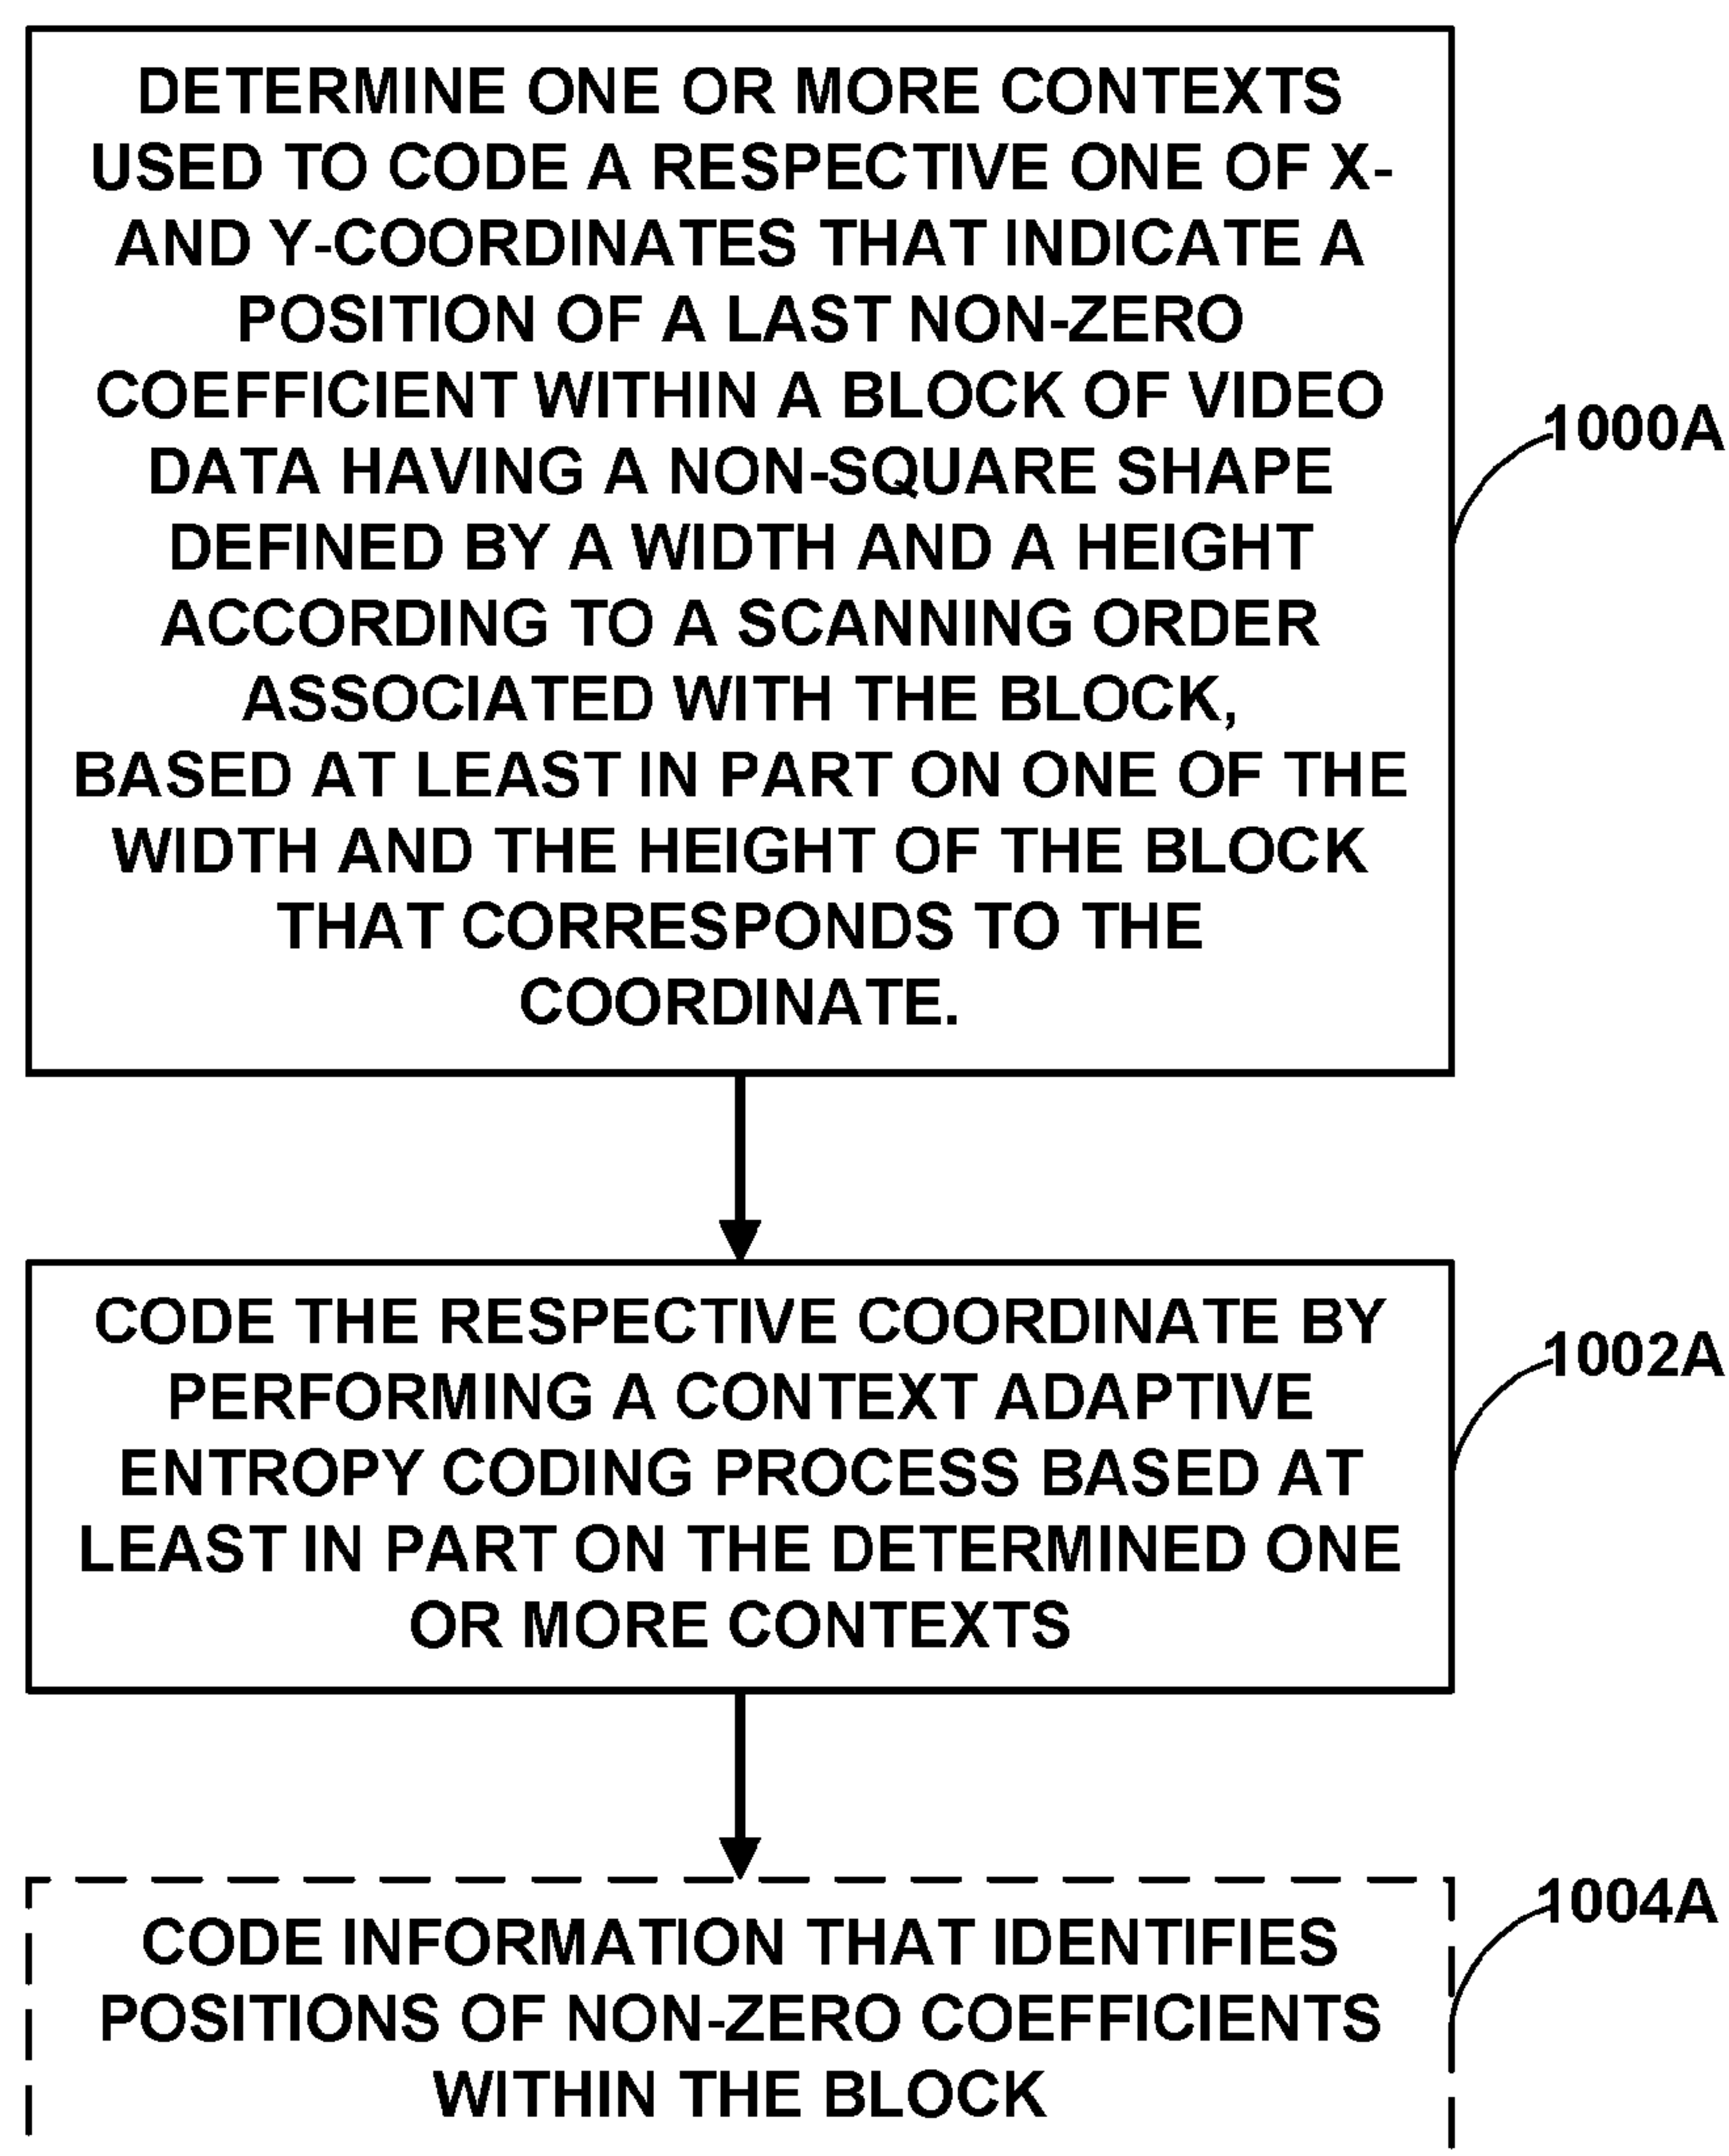 DETERMINE ONE OR MORE CONTEXTS
USED TO CODE A RESPECTIVE ONE OF X-
AND Y-COORDINATES THAT INDICATE A
POSITION OF A LAST NON-ZERO
COEFFICIENT WITHIN A BLOCK OF VIDEO
DATA HAVING A NON-SQUARE SHAPE
DEFINED BY A WIDTH AND A HEIGHT
ACCORDING TO A SCANNING ORDER
ASSOCIATED WITH THE BLOCK,
BASED AT LEAST IN PART ON ONE OF THE
WIDTH AND THE HEIGHT OF THE BLOCK
THAT CORRESPONDS TO THE
COORDINATE.
1000A
CODE THE RESPECTIVE COORDINATE BY
PERFORMING A CONTEXT ADAPTIVE
ENTROPY CODING PROCESS BASED AT
LEAST IN PART ON THE DETERMINED ONE
OR MORE CONTEXTS
1002A
CODE INFORMATION THAT IDENTIFIES
POSITIONS OF NON-ZERO COEFFICIENTS
WITHIN THE BLOCK
1004A